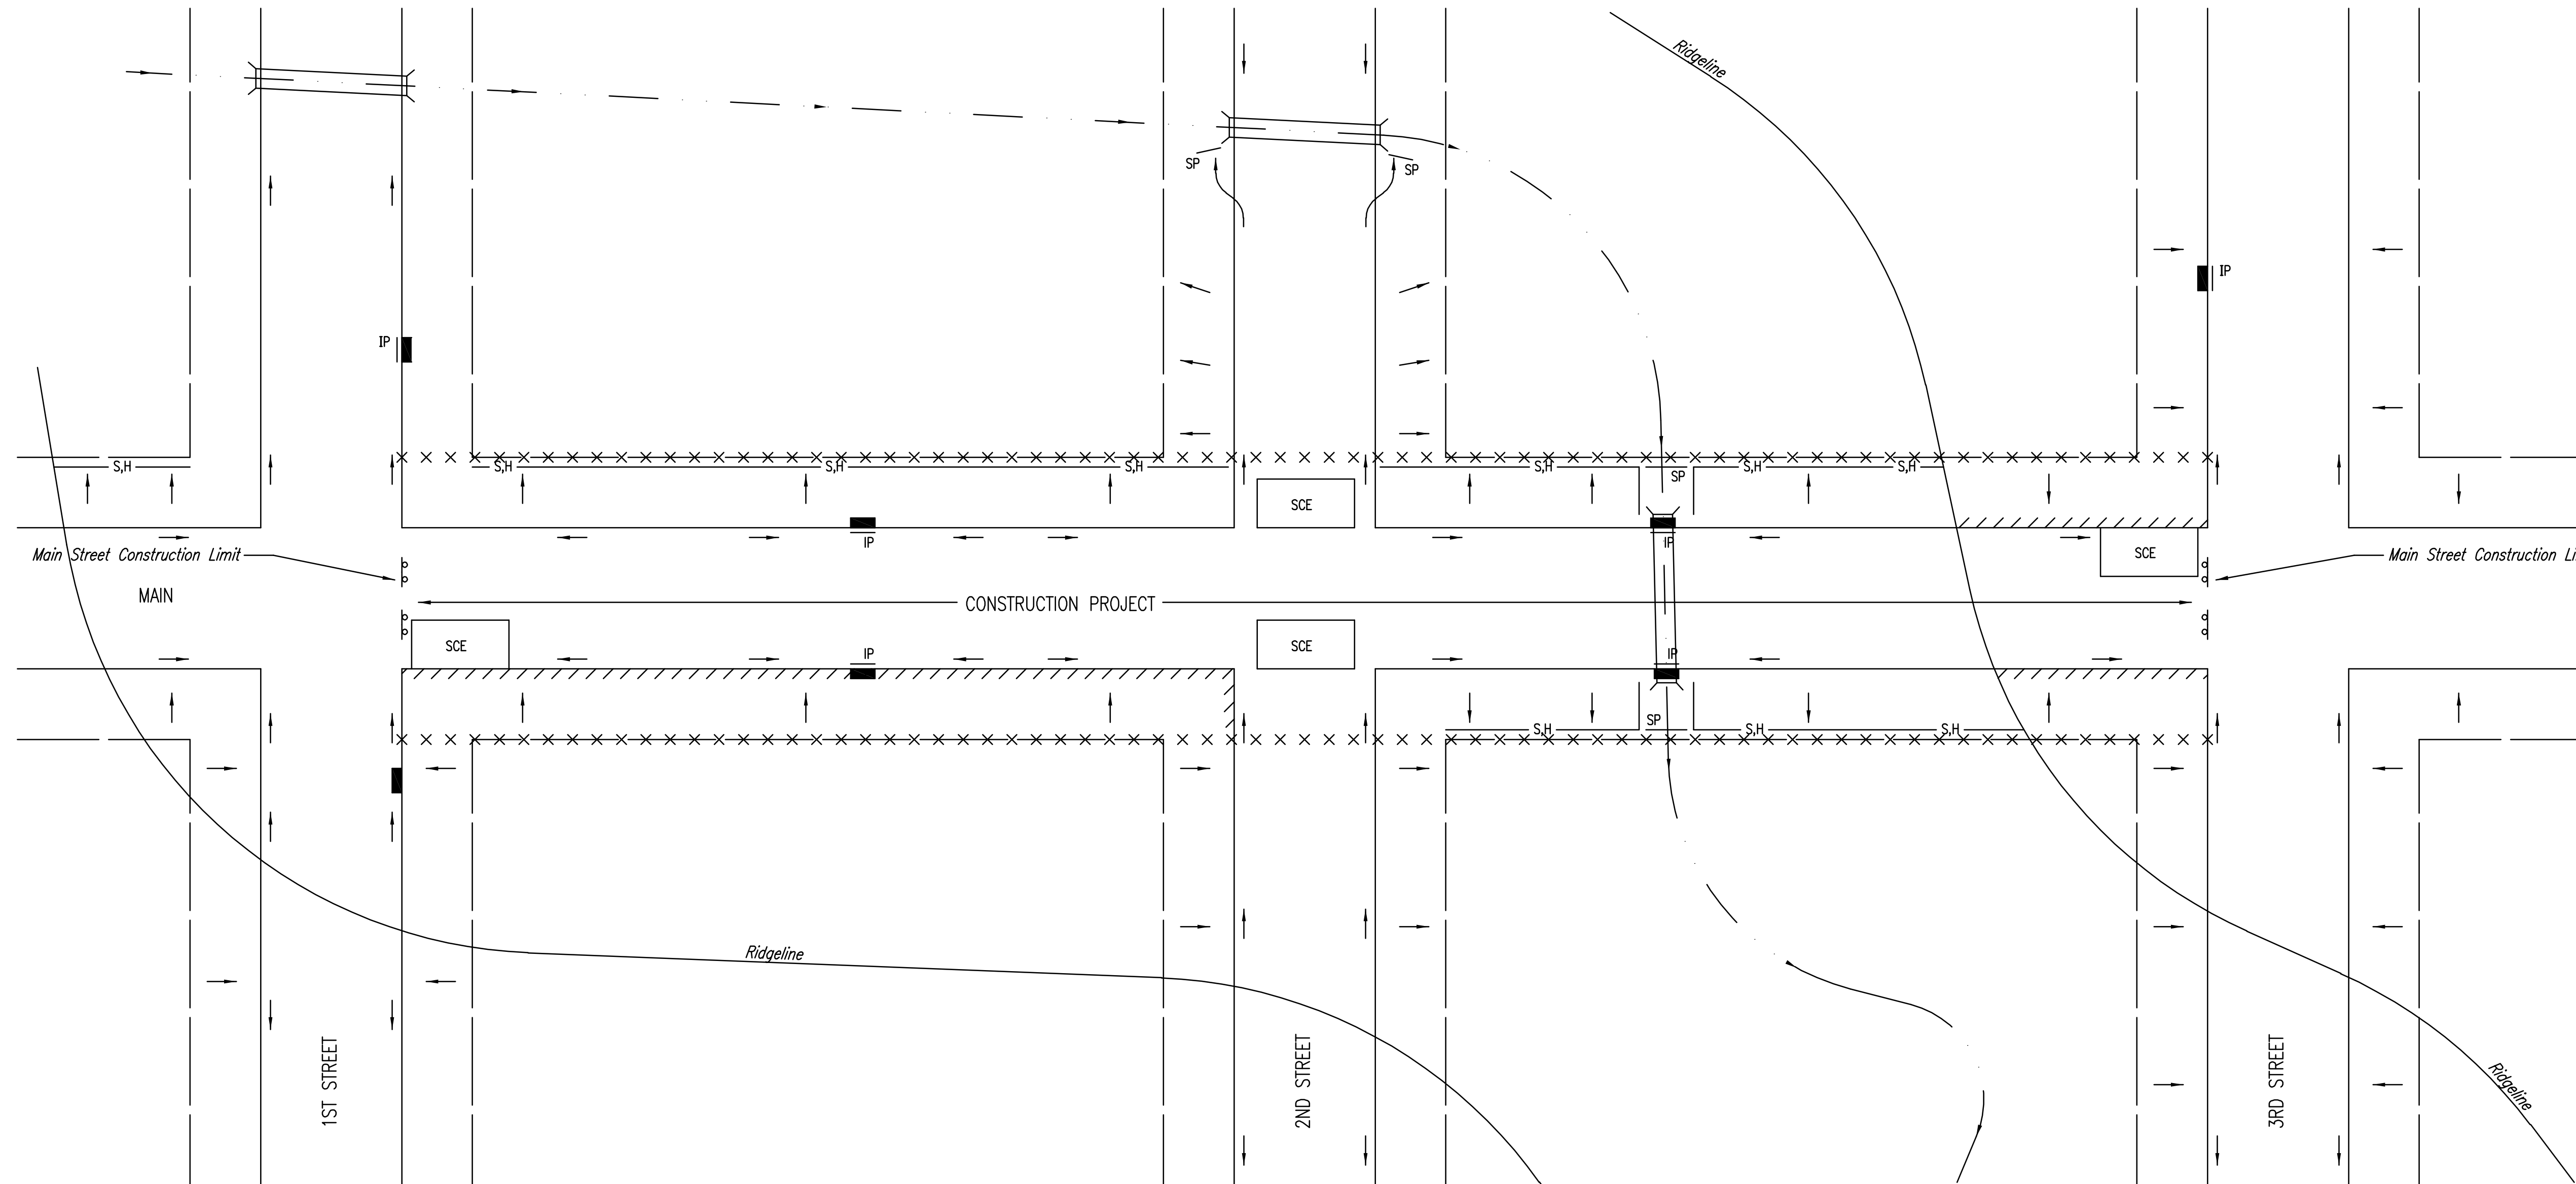 Ridgeline
SP
SP
IP
IP
S,H
S,H
S,H
S,H
S,H
S,H
S,H
SP
SCE
IP
IP
Main Street Construction Limit
SCE
Main Street Construction Li
MAIN
CONSTRUCTION PROJECT
SCE
SCE
IP
IP
SP
S,H
S,H
S,H
Ridgeline
1ST STREET
2ND STREET
3RD STREET
Ridgeline